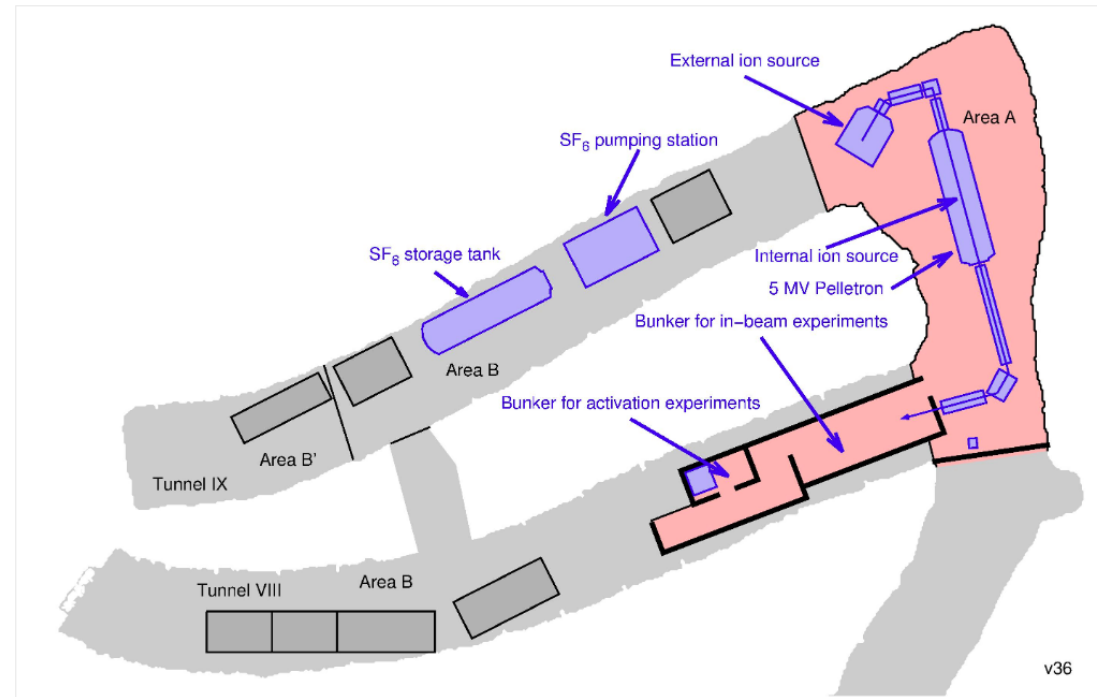 External ion source
Area A
SF6 pumping station
SF6 storage tank
Internal ion source
5 MV Pelletron
Bunker for in−beam experiments
Area B
Bunker for activation experiments
Area B'
Tunnel IX
Tunnel VIII
Area B
v36